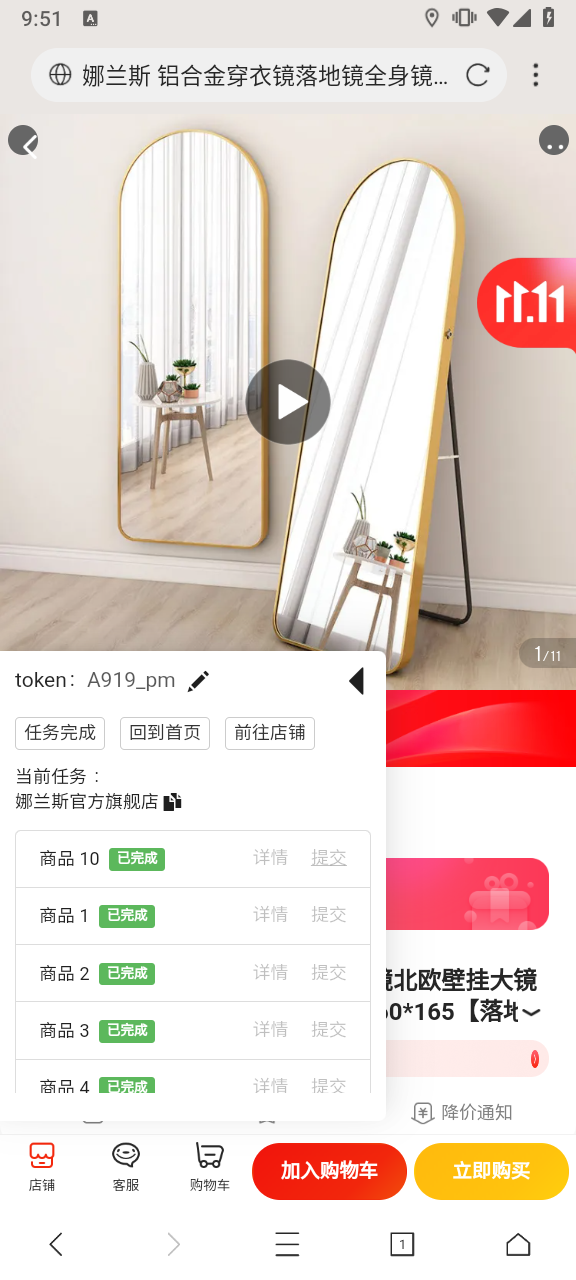 9:51
A
娜兰斯 铝合金穿衣镜落地镜全身镜...
11.11
1/11
token: A919_pm
任务完成 回到首页 前往店铺
当前任务：
娜兰斯官方旗舰店
商品 10 已完成 详情 提交
商品 1 已完成 详情 提交
商品 2 已完成 详情 提交
镜北欧壁挂大镜
商品 3 已完成 详情 提交
60*165【落地
商品 4 已完成 详情 提交
降价通知
店铺 客服 购物车 加入购物车 立即购买
1